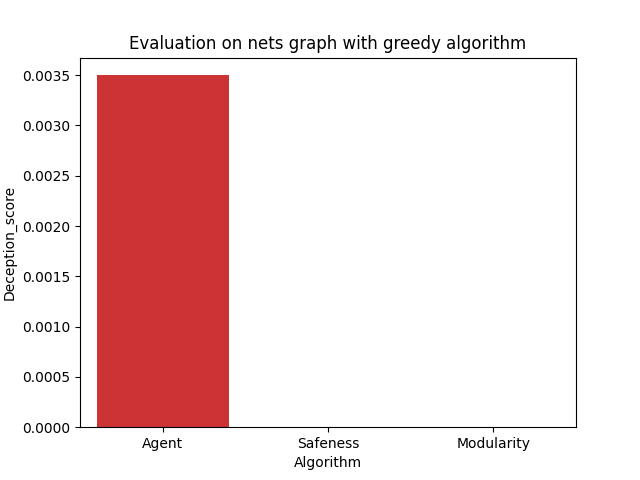 Evaluation on nets graph with greedy algorithm
Deception_score
0.0035
0.0030
0.0025
0.0020
0.0015
0.0010
0.0005
0.0000
Agent Safeness Modularity
Algorithm